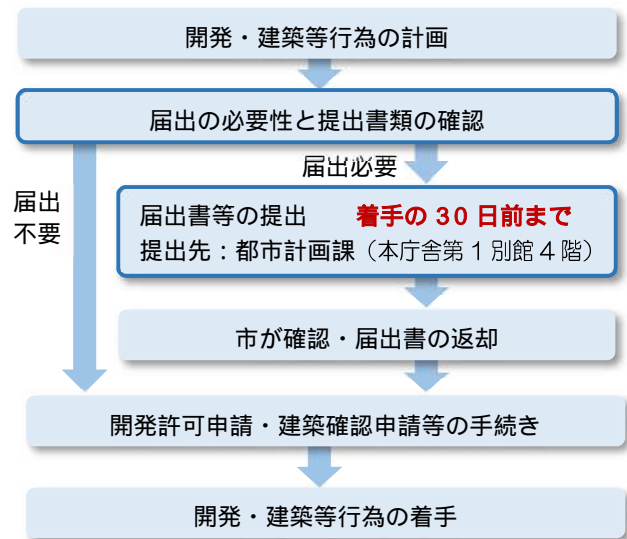 開発・建築等行為の計画
届出の必要性と提出書類の確認
届出必要
届出
不要
届出書等の提出　着手の 30 日前まで
提出先：都市計画課（本庁舎第 1 別館 4 階）
市が確認・届出書の返却
開発許可申請・建築確認申請等の手続き
開発・建築等行為の着手